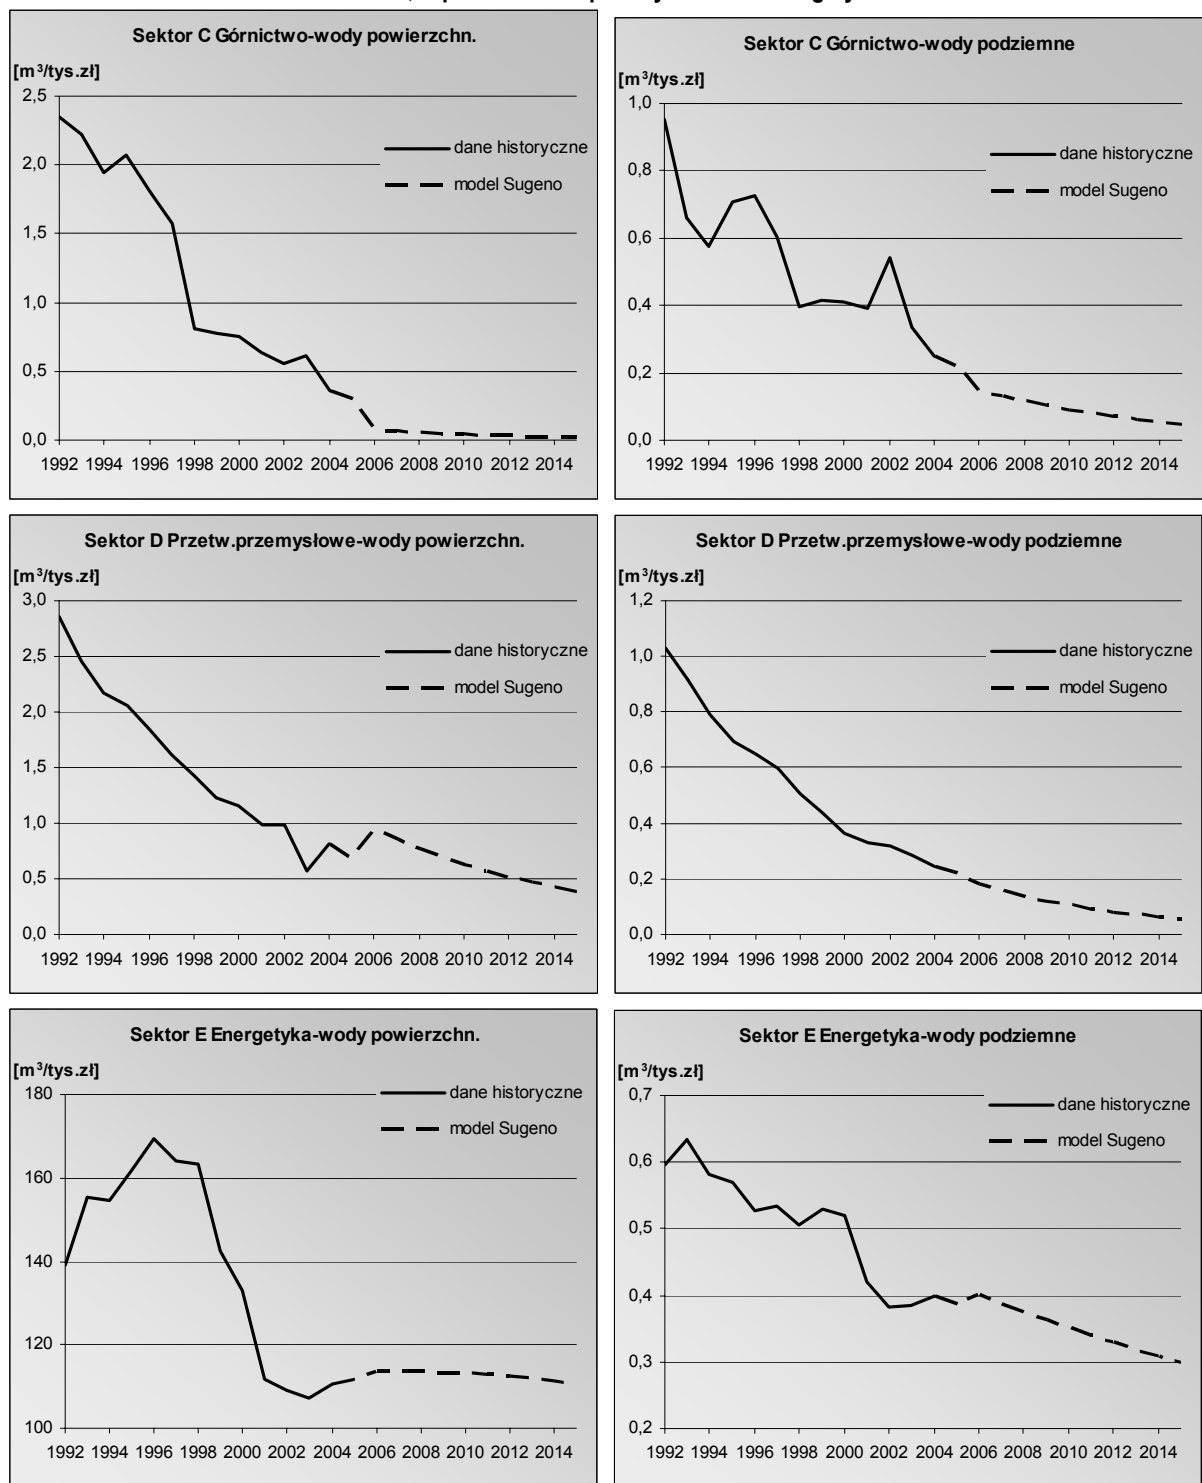 Sektor C Górnictwo-wody powierzchn.
[m³/tys.zł]
2,5
2,0
1,5
1,0
0,5
0,0
dane historyczne
model Sugeno
1992 1994 1996 1998 2000 2002 2004 2006 2008 2010 2012 2014
Sektor C Górnictwo-wody podziemne
[m³/tys.zł]
1,0
0,8
0,6
0,4
0,2
0,0
dane historyczne
model Sugeno
1992 1994 1996 1998 2000 2002 2004 2006 2008 2010 2012 2014
Sektor D Przetw.przemysłowe-wody powierzchn.
[m³/tys.zł]
3,0
2,5
2,0
1,5
1,0
0,5
0,0
dane historyczne
model Sugeno
1992 1994 1996 1998 2000 2002 2004 2006 2008 2010 2012 2014
Sektor D Przetw.przemysłowe-wody podziemne
[m³/tys.zł]
1,2
1,0
0,8
0,6
0,4
0,2
0,0
dane historyczne
model Sugeno
1992 1994 1996 1998 2000 2002 2004 2006 2008 2010 2012 2014
Sektor E Energetyka-wody powierzchn.
[m³/tys.zł]
180
160
140
120
100
dane historyczne
model Sugeno
1992 1994 1996 1998 2000 2002 2004 2006 2008 2010 2012 2014
Sektor E Energetyka-wody podziemne
[m³/tys.zł]
0,7
0,6
0,5
0,4
0,3
0,2
dane historyczne
model Sugeno
1992 1994 1996 1998 2000 2002 2004 2006 2008 2010 2012 2014